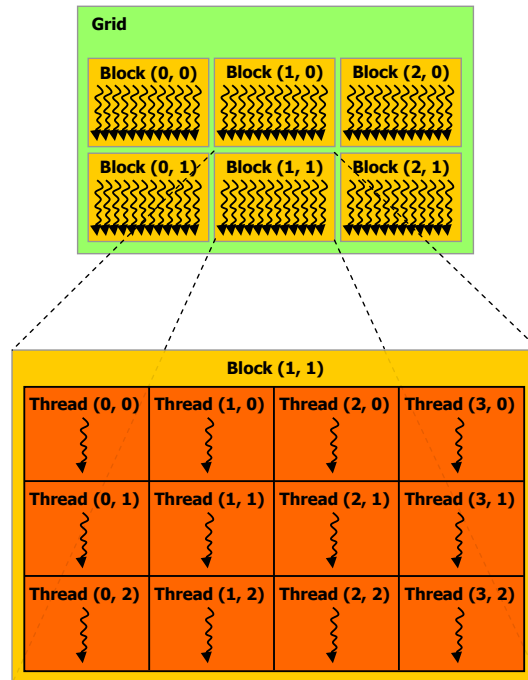 Grid
Block (0, 0) Block (1, 0) Block (2, 0)
Block (0, 1) Block (1, 1) Block (2, 1)
Block (1, 1)
Thread (0, 0) Thread (1, 0) Thread (2, 0) Thread (3, 0)
Thread (0, 1) Thread (1, 1) Thread (2, 1) Thread (3, 1)
Thread (0, 2) Thread (1, 2) Thread (2, 2) Thread (3, 2)